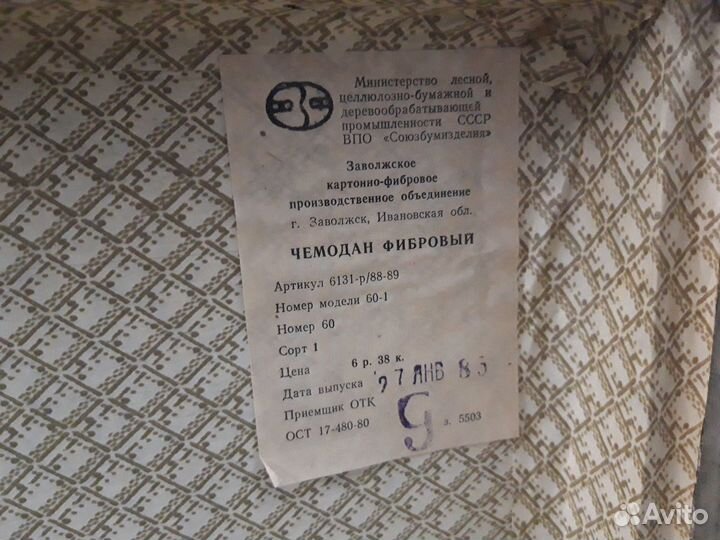 Министерство лесной,
целлюлозно-бумажной и
деревообрабатывающей
промышленности СССР
ВПО «Союзбумизделия»
Заволжское
картонно-фибровое
производственное объединение
г. Заволжск, Ивановская обл.
ЧЕМОДАН ФИБРОВЫЙ
Артикул 6131-р/88-89
Номер модели 60-1
Номер 60
Сорт 1
Цена 6 р. 38 к.
Дата выпуска 27 ЯНВ
Приемщик ОТК 9
ОСТ 17-480-80 з. 5503
Avito